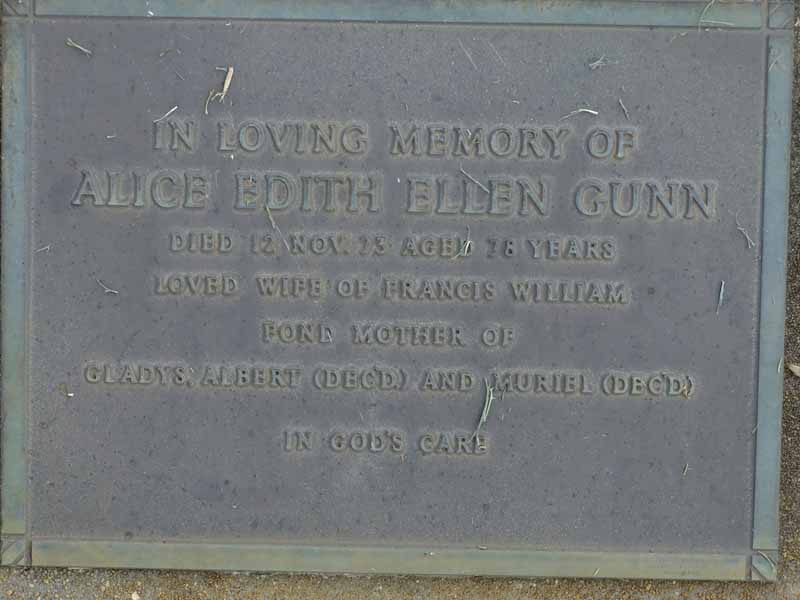 IN LOVING MEMORY OF
ALICE EDITH ELLEN GUNN
DIED 12 NOV. 73 AGED 78 YEARS
LOVED WIFE OF FRANCIS WILLIAM
FOND MOTHER OF
GLADYS, ALBERT (DEC'D.) AND MURIEL (DEC'D.)
IN GOD'S CARE